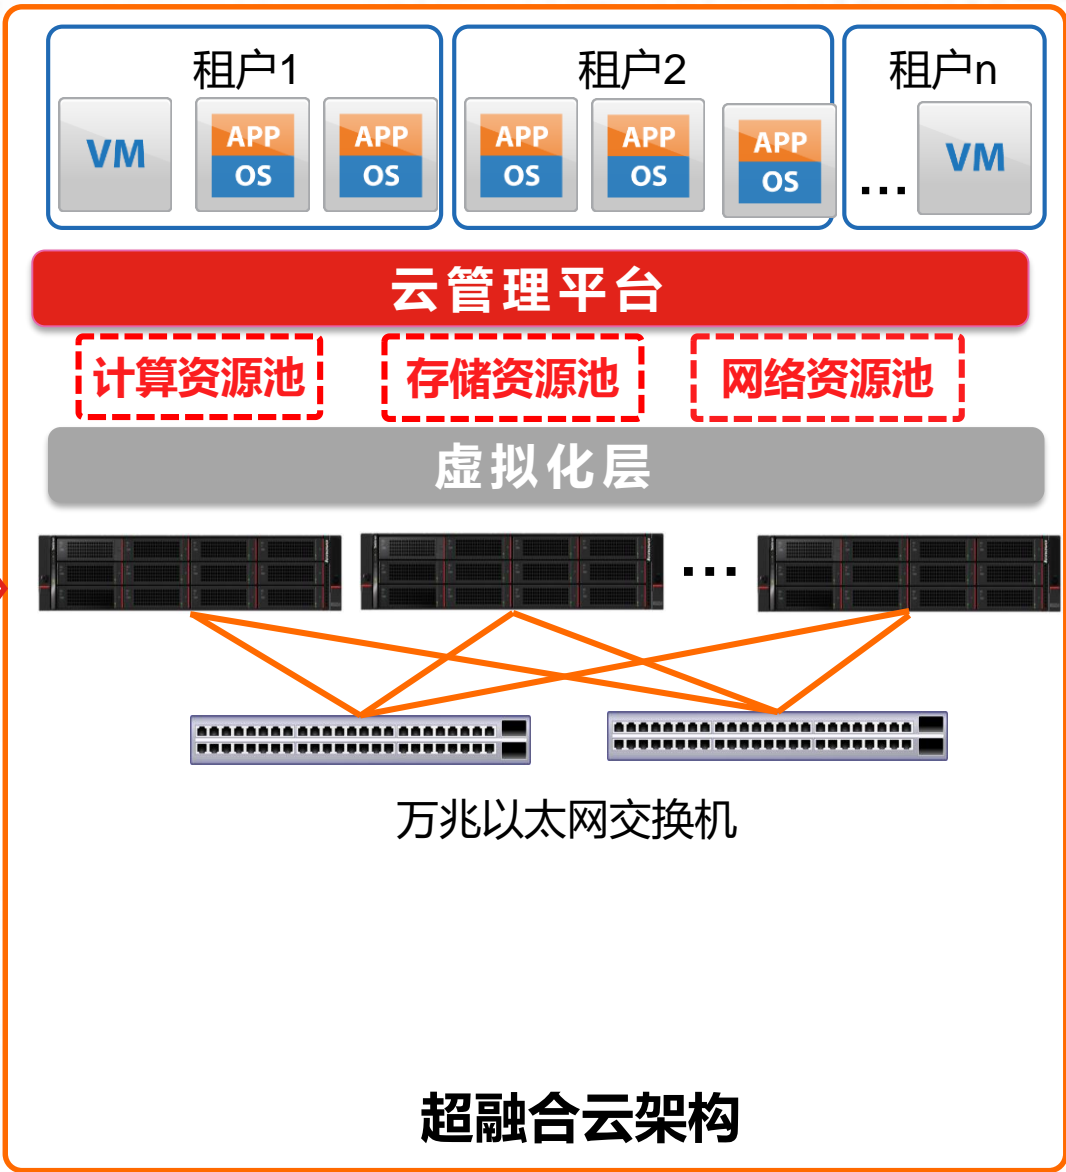 租户1 租户2 租户n
VM APP APP APP APP APP VM
OS OS OS OS OS
...
云管理平台
计算资源池 存储资源池 网络资源池
虚拟化层
...
万兆以太网交换机
超融合云架构